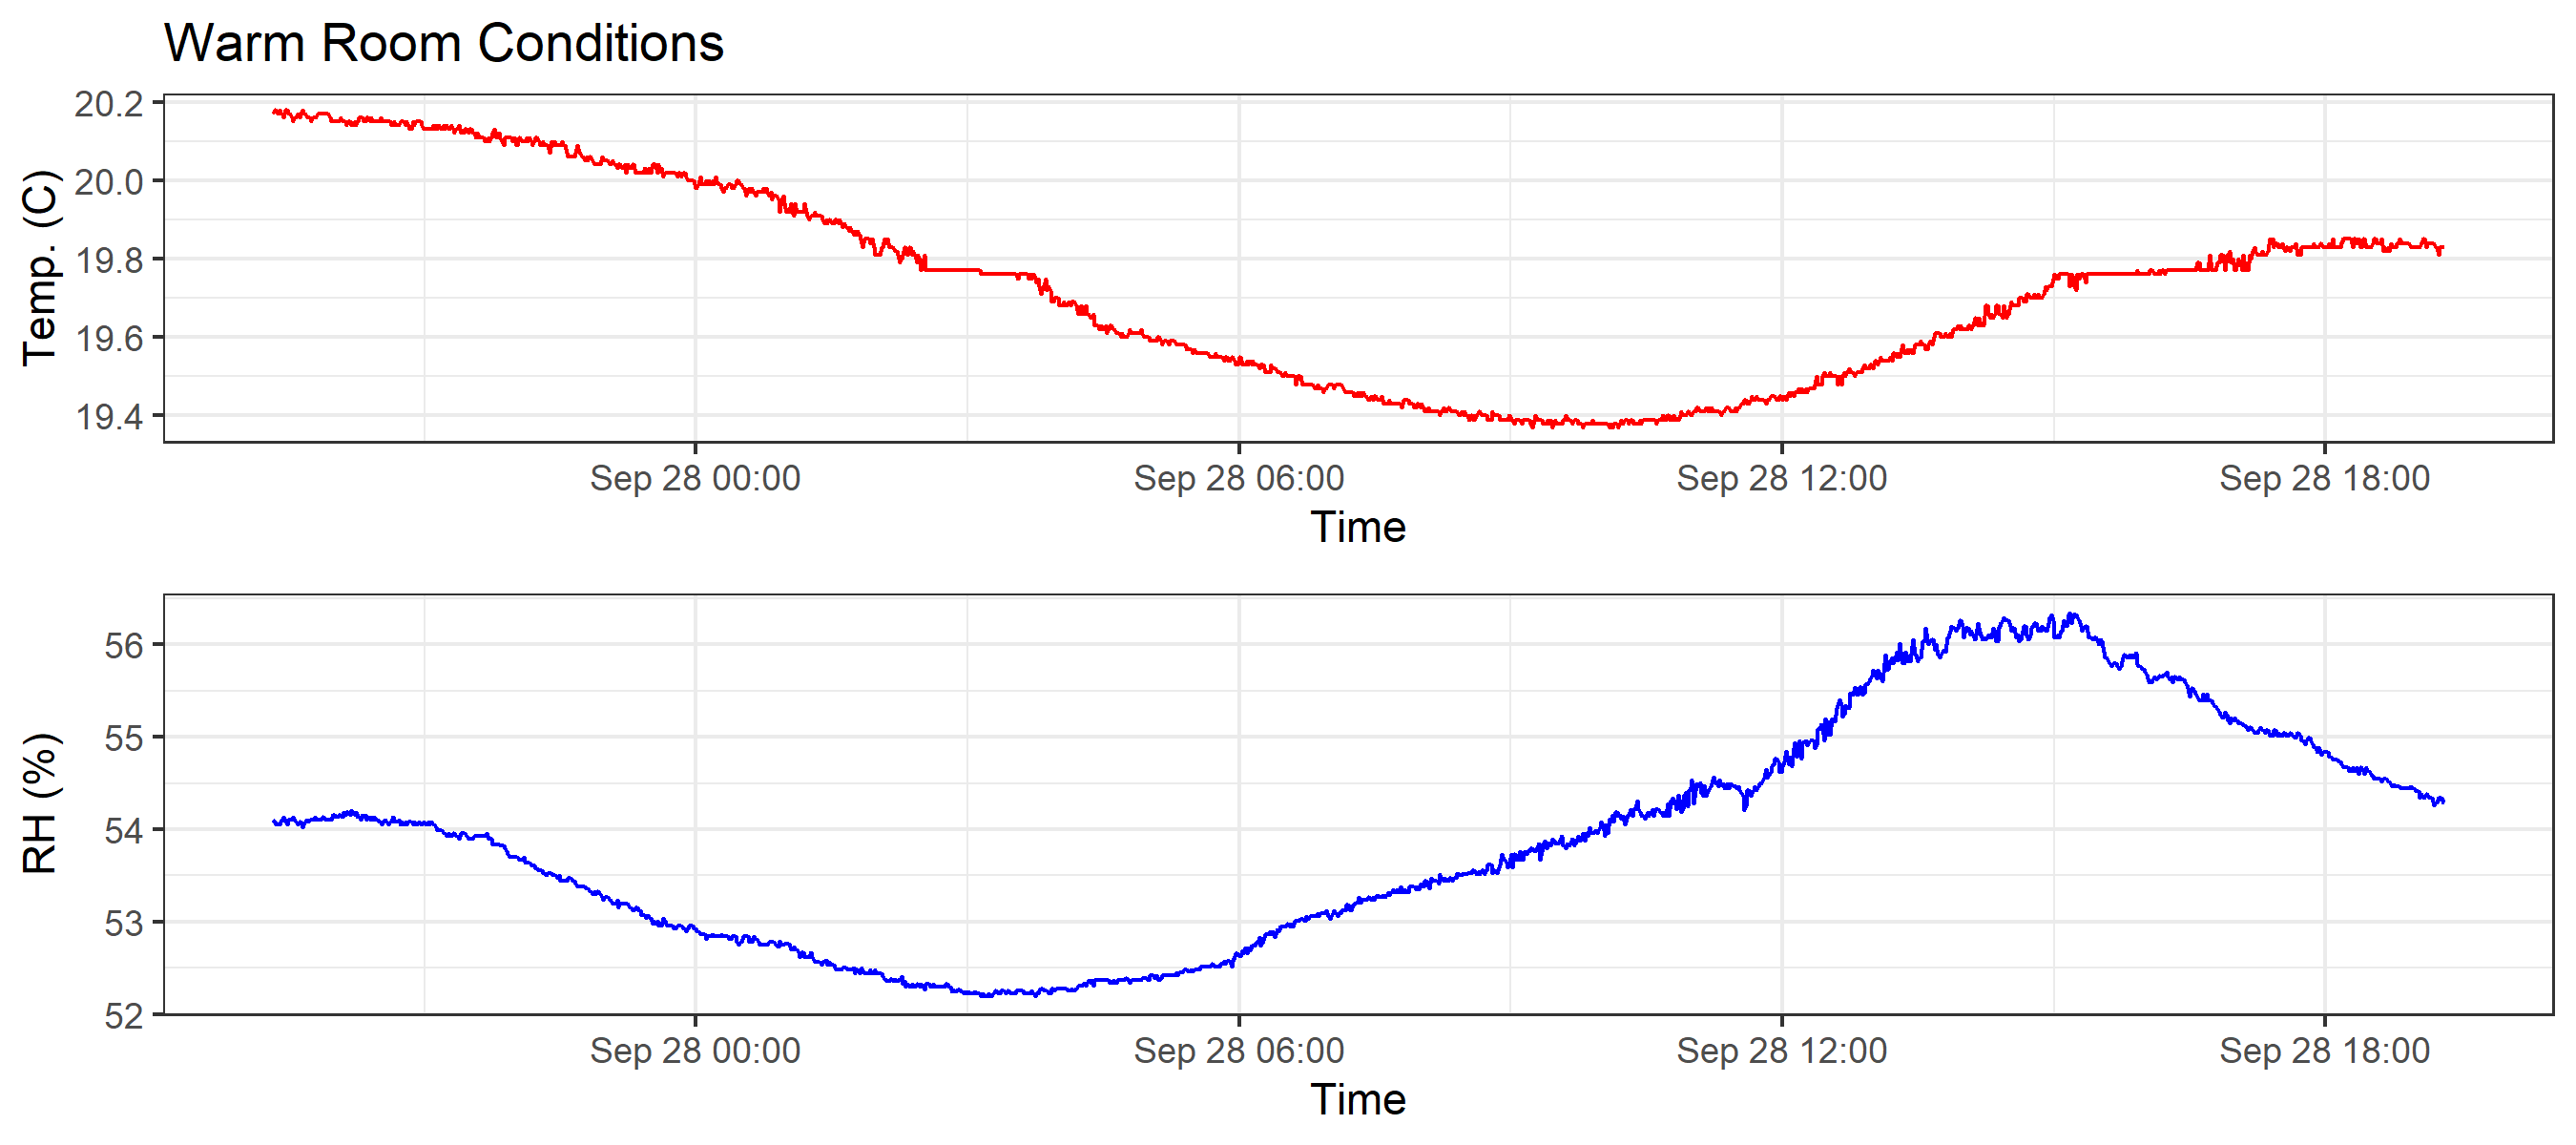 Warm Room Conditions
20.2
20.0
19.8
19.6
19.4
Temp. (C)
Sep 28 00:00 Sep 28 06:00 Sep 28 12:00 Sep 28 18:00
Time
56
55
54
53
52
RH (%)
Sep 28 00:00 Sep 28 06:00 Sep 28 12:00 Sep 28 18:00
Time